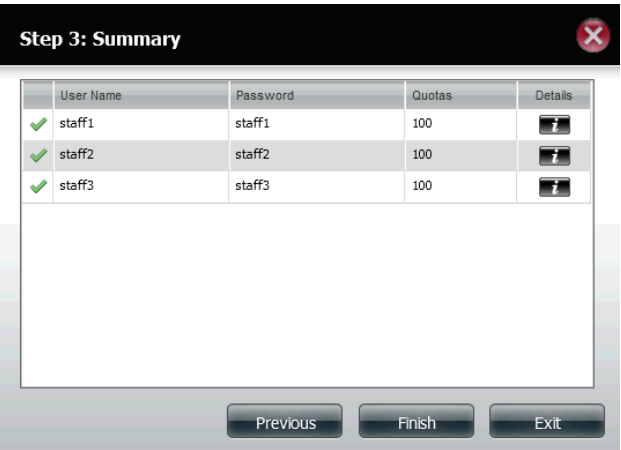 Step 3: Summary
User Name Password Quotas Details
staff1 staff1 100 i
staff2 staff2 100 i
staff3 staff3 100 i
Previous Finish Exit